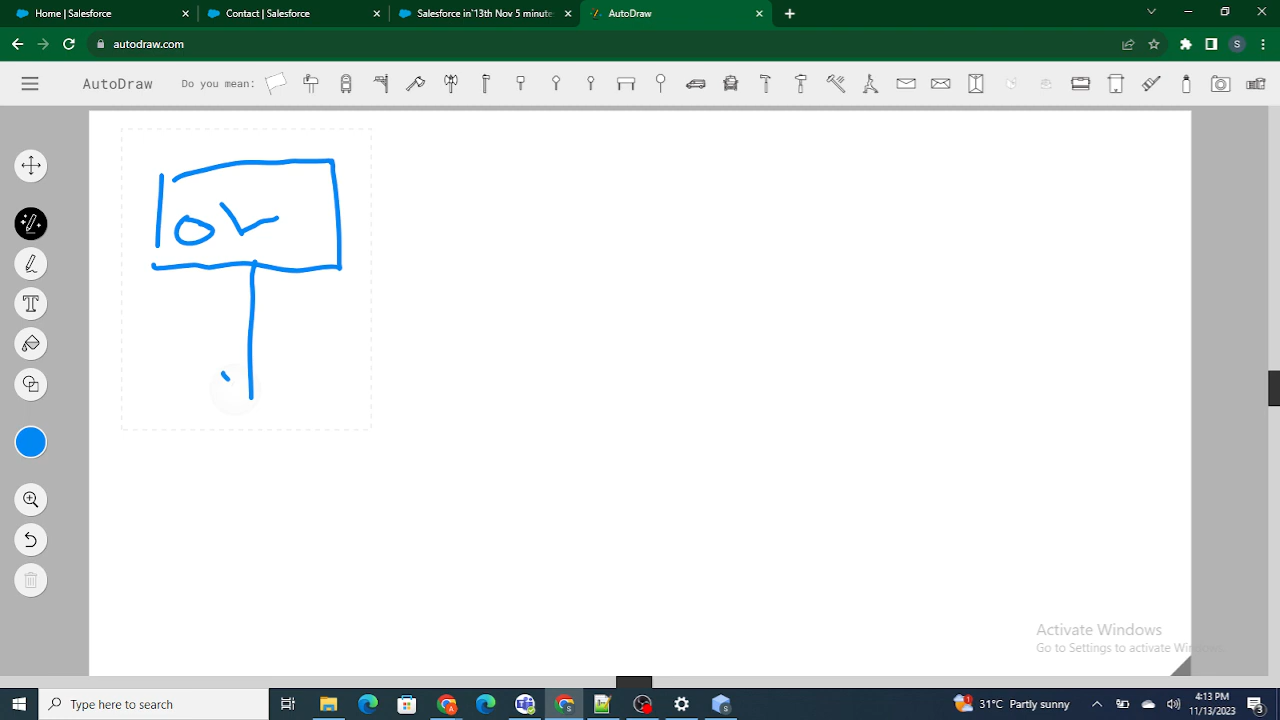 Home | Salesforce
Contact | Salesforce
Salesforce in'13th Nov 5 minute
AutoDraw
autodraw.com
S
AutoDraw
Do you mean:
T
Activate Windows
Go to Settings to activate Windows.
Type here to search
31°C Partly sunny
4:13 PM
11/13/2023